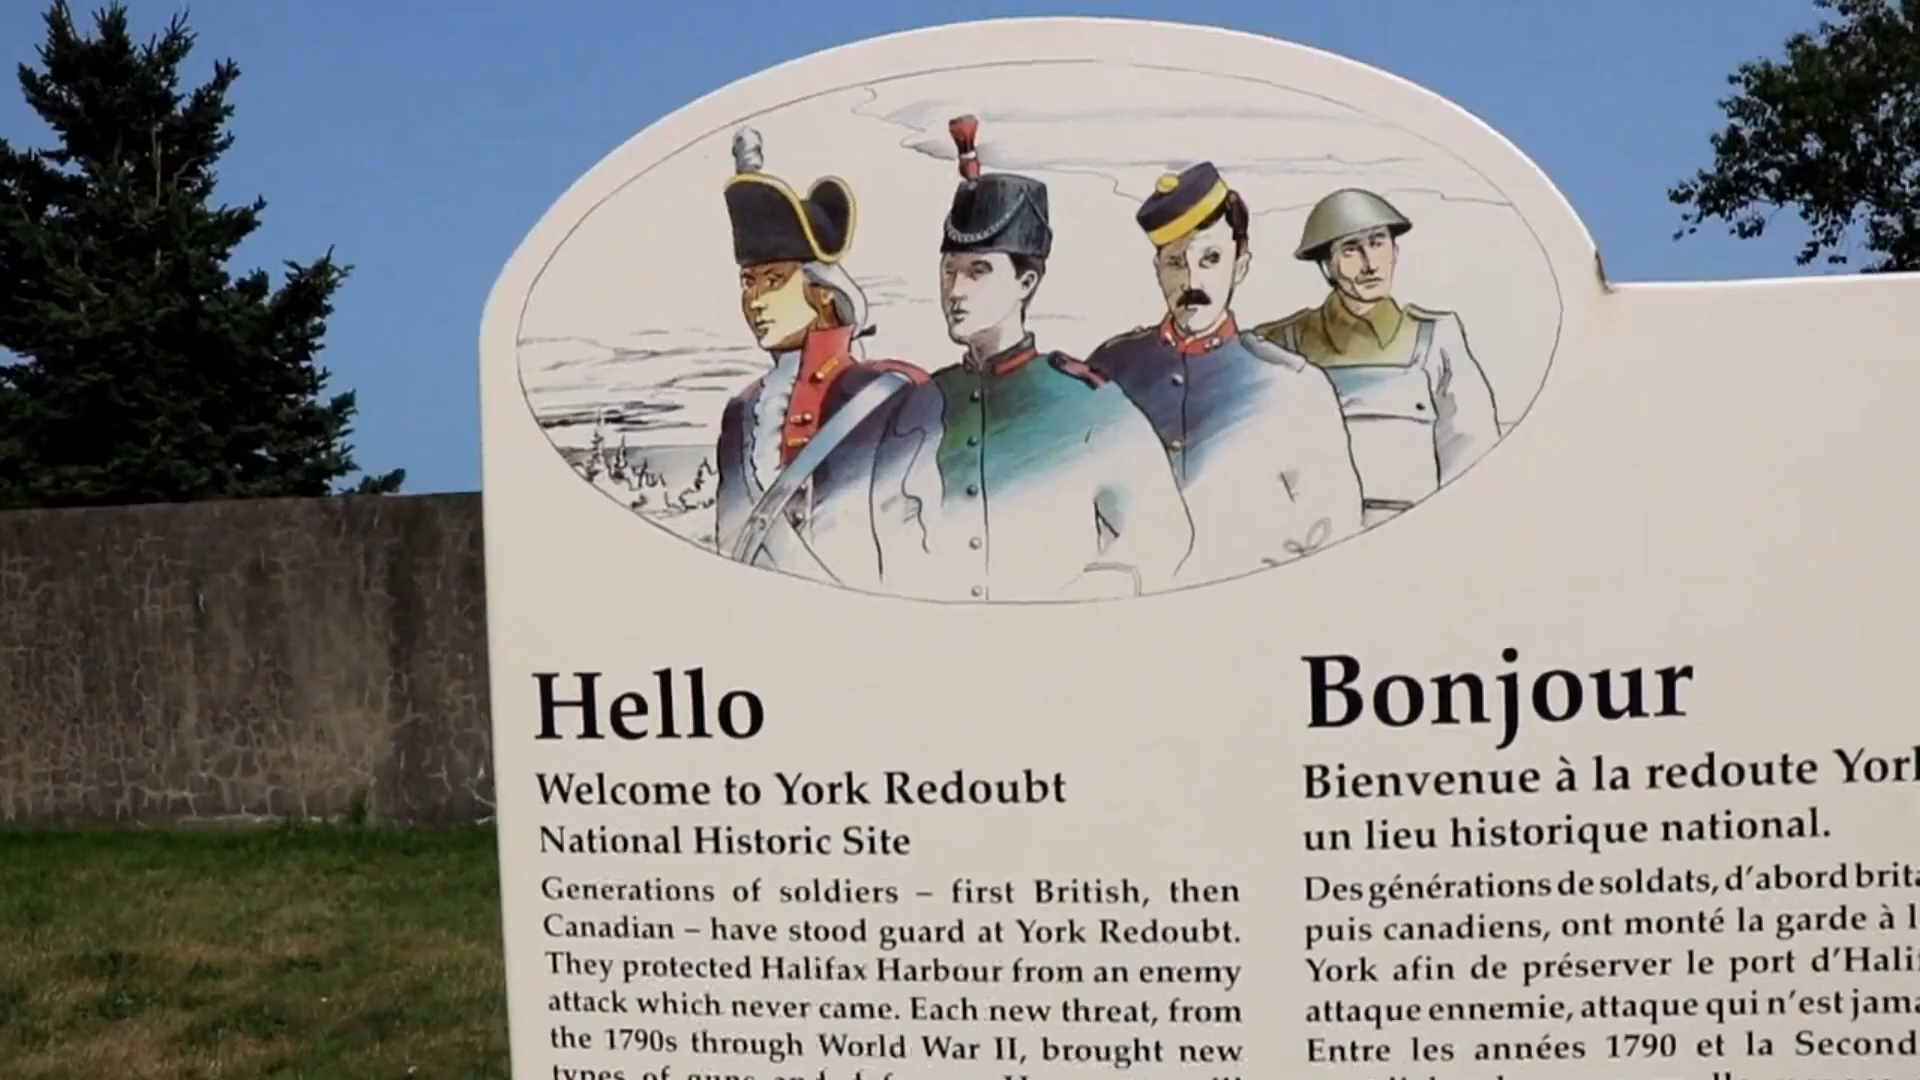 Hello
Welcome to York Redoubt
National Historic Site
Generations of soldiers – first British, then
Canadian – have stood guard at York Redoubt.
They protected Halifax Harbour from an enemy
attack which never came. Each new threat, from
the 1790s through World War II, brought new
types of guns and
Bonjour
Bienvenue à la redoute
un lieu historique national.
Des générations de soldats, d'abord
puis canadiens, ont monté la garde à
York afin de préserver le port
attaque ennemie, attaque qui n'est
Entre les années 1790 et la